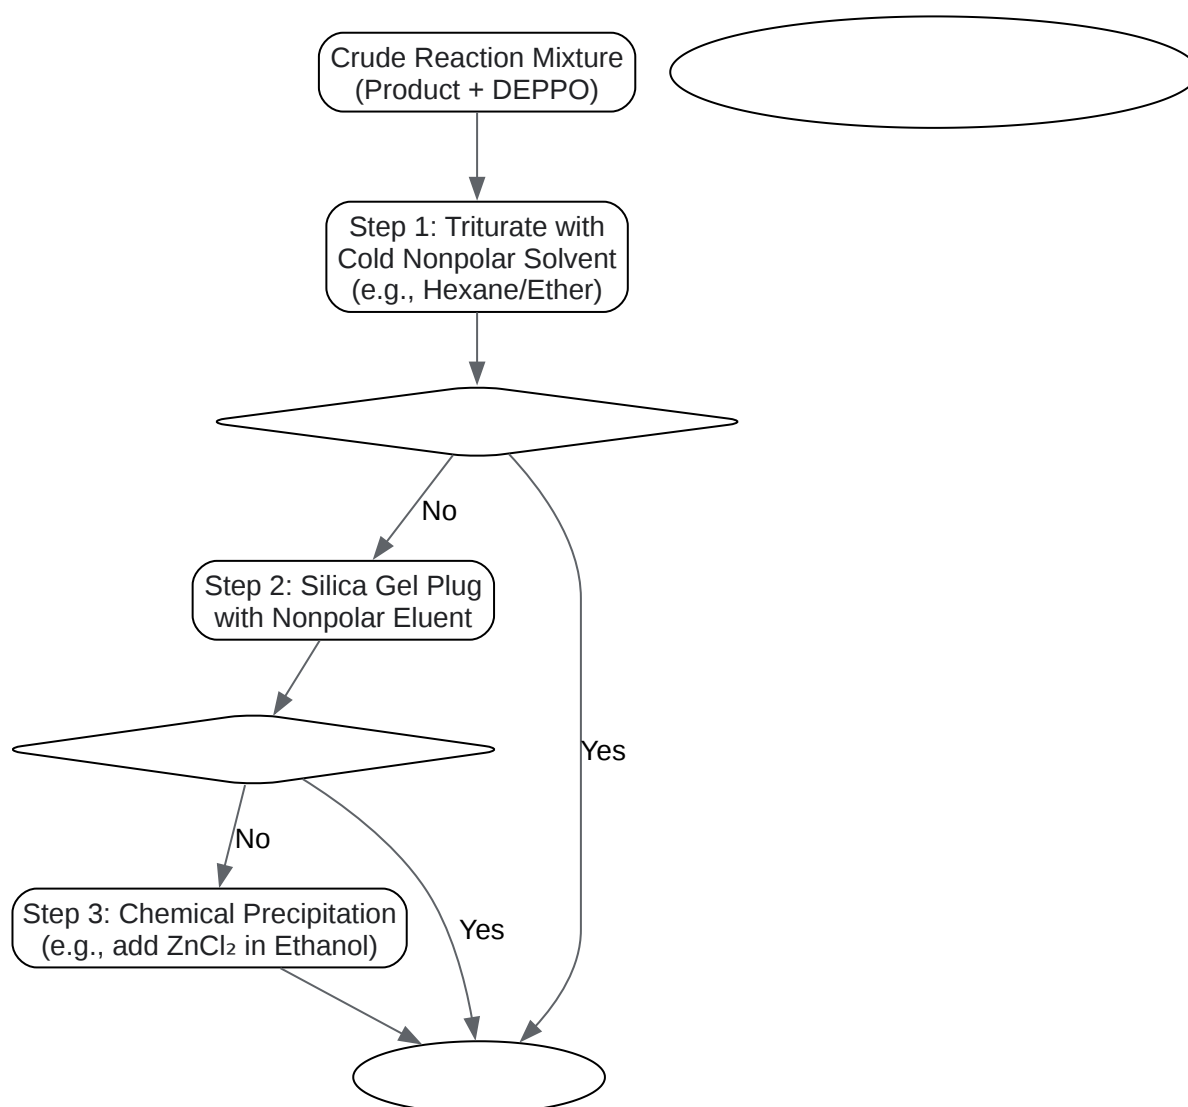 Crude Reaction Mixture
(Product + DEPPO)
Step 1: Triturate with
Cold Nonpolar Solvent
(e.g., Hexane/Ether)
No
Step 2: Silica Gel Plug
with Nonpolar Eluent
Yes
No
Step 3: Chemical Precipitation
(e.g., add ZnCl₂ in Ethanol)
Yes